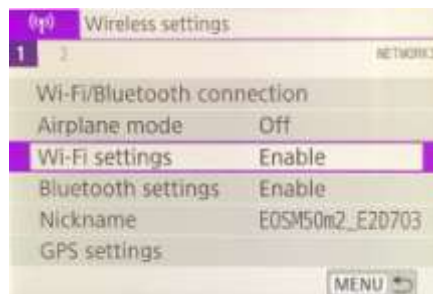 Wireless settings
1 2 NETWORK1
Wi-Fi/Bluetooth connection
Airplane mode Off
Wi-Fi settings Enable
Bluetooth settings Enable
Nickname EOSM50m2_E2D703
GPS settings
MENU